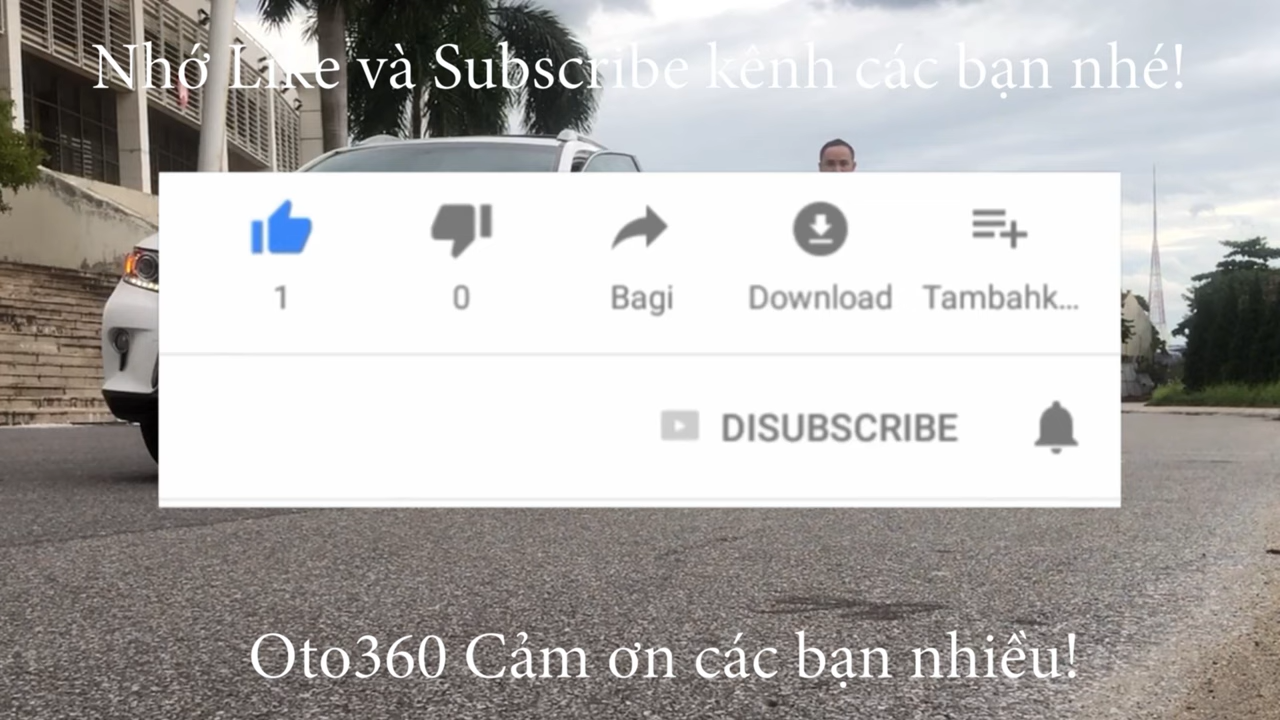 Nhớ Like và Subscribe kênh các bạn nhé!
1 0 Bagi Download Tambahk...
DISUBSCRIBE
Oto360 Cảm ơn các bạn nhiều!